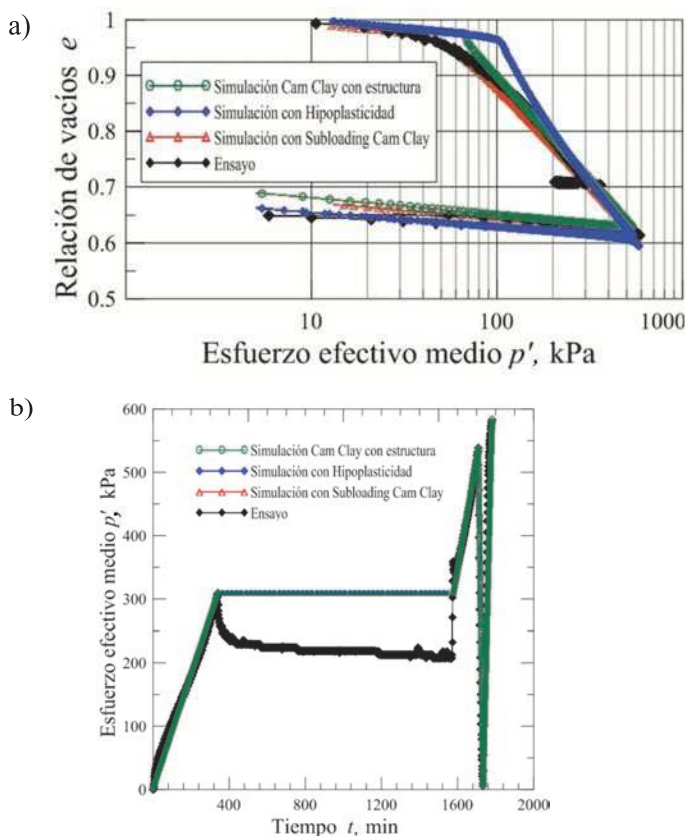 a)
1
0.9
0.8
0.7
0.6
0.5
Relación de vacíos e
Simulación Cam Clay con estructura
Simulación con Hipoplasticidad
Simulación con Subloading Cam Clay
Ensayo
10
100
1000
Esfuerzo efectivo medio p', kPa
b)
600
500
400
300
200
100
0
Esfuerzo efectivo medio p', kPa
Simulación Cam Clay con estructura
Simulación con Hipoplasticidad
Simulación con Subloading Cam Clay
Ensayo
400
800
1200
1600
2000
Tiempo t, min